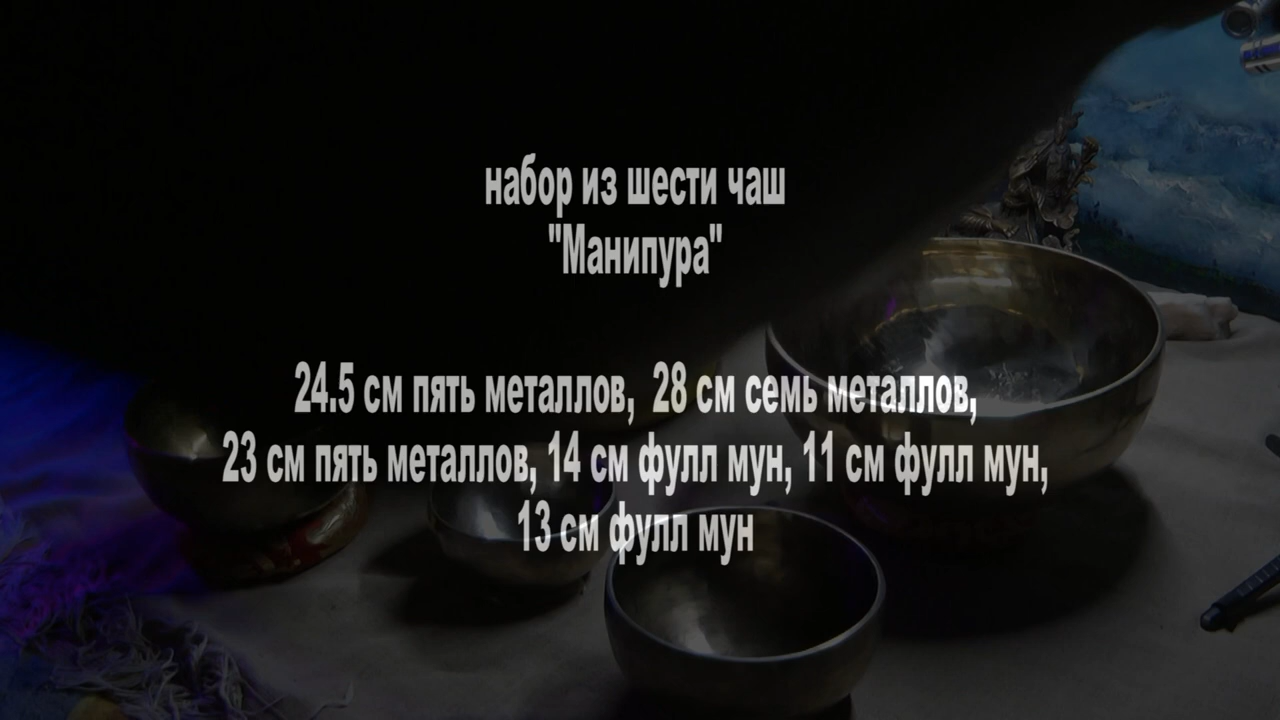 набор из шести чаш
"Манипура"
24.5 см пять металлов, 28 см семь металлов,
23 см пять металлов, 14 см фулл мун, 11 см фулл мун,
13 см фулл мун